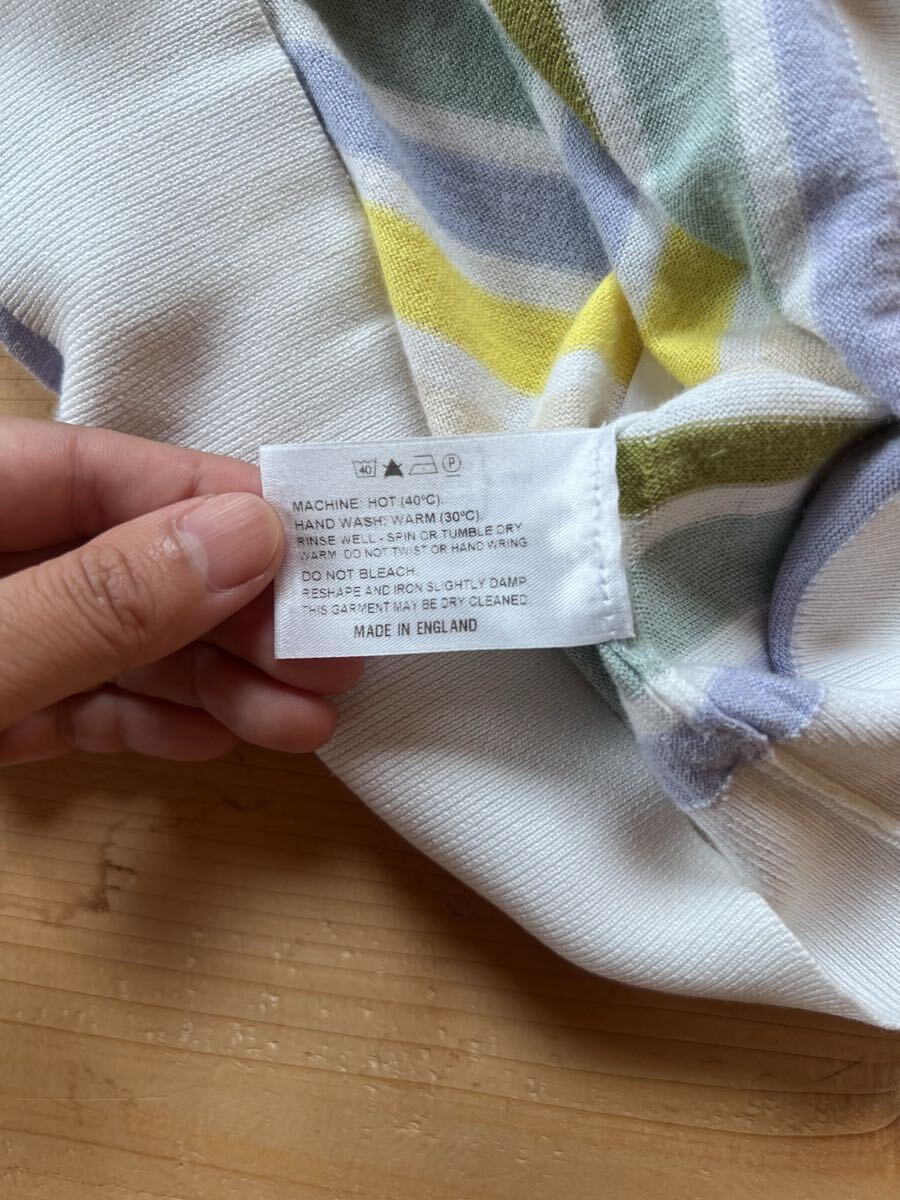 40 P
MACHINE: HOT (40°C).
HAND WASH: WARM (30°C).
RINSE WELL - SPIN OR TUMBLE DRY
WARM DO NOT TWIST OR HAND WRING
DO NOT BLEACH.
RESHAPE AND IRON SLIGHTLY DAMP.
THIS GARMENT MAY BE DRY CLEANED
MADE IN ENGLAND